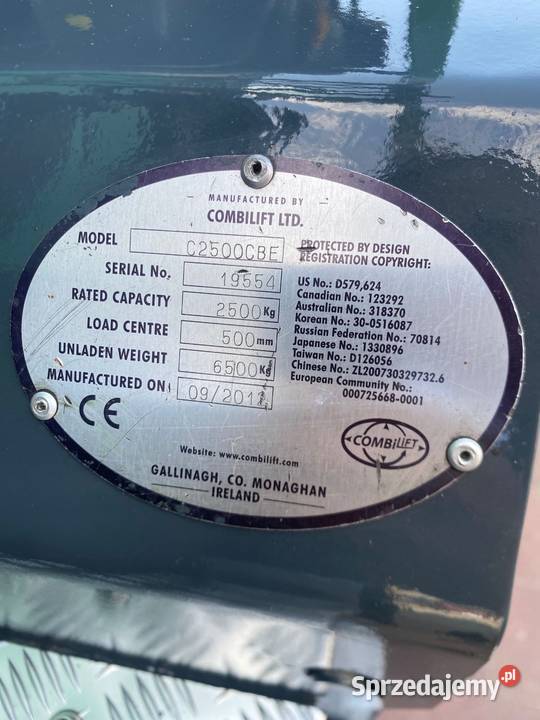 MANUFACTURED BY
COMBILIFT LTD.
MODEL C2500CBE
SERIAL No. 19554
RATED CAPACITY 2500 Kg
LOAD CENTRE 500 mm
UNLADEN WEIGHT 6500 Kg
MANUFACTURED ON
CE
PROTECTED BY DESIGN
REGISTRATION COPYRIGHT:
US No.: D579,624
Canadian No.: 123292
Australian No.: 318370
Korean No.: 30-0516087
Russian Federation No.: 70814
Japanese No.: 1330896
Taiwan No.: D126056
Chinese No.: ZL200730329732.6
European Community No.:
000725668-0001
COMBiLIFT
Website: www.combilift.com
GALLINAGH, CO. MONAGHAN
IRELAND
Sprzedajemy.pl